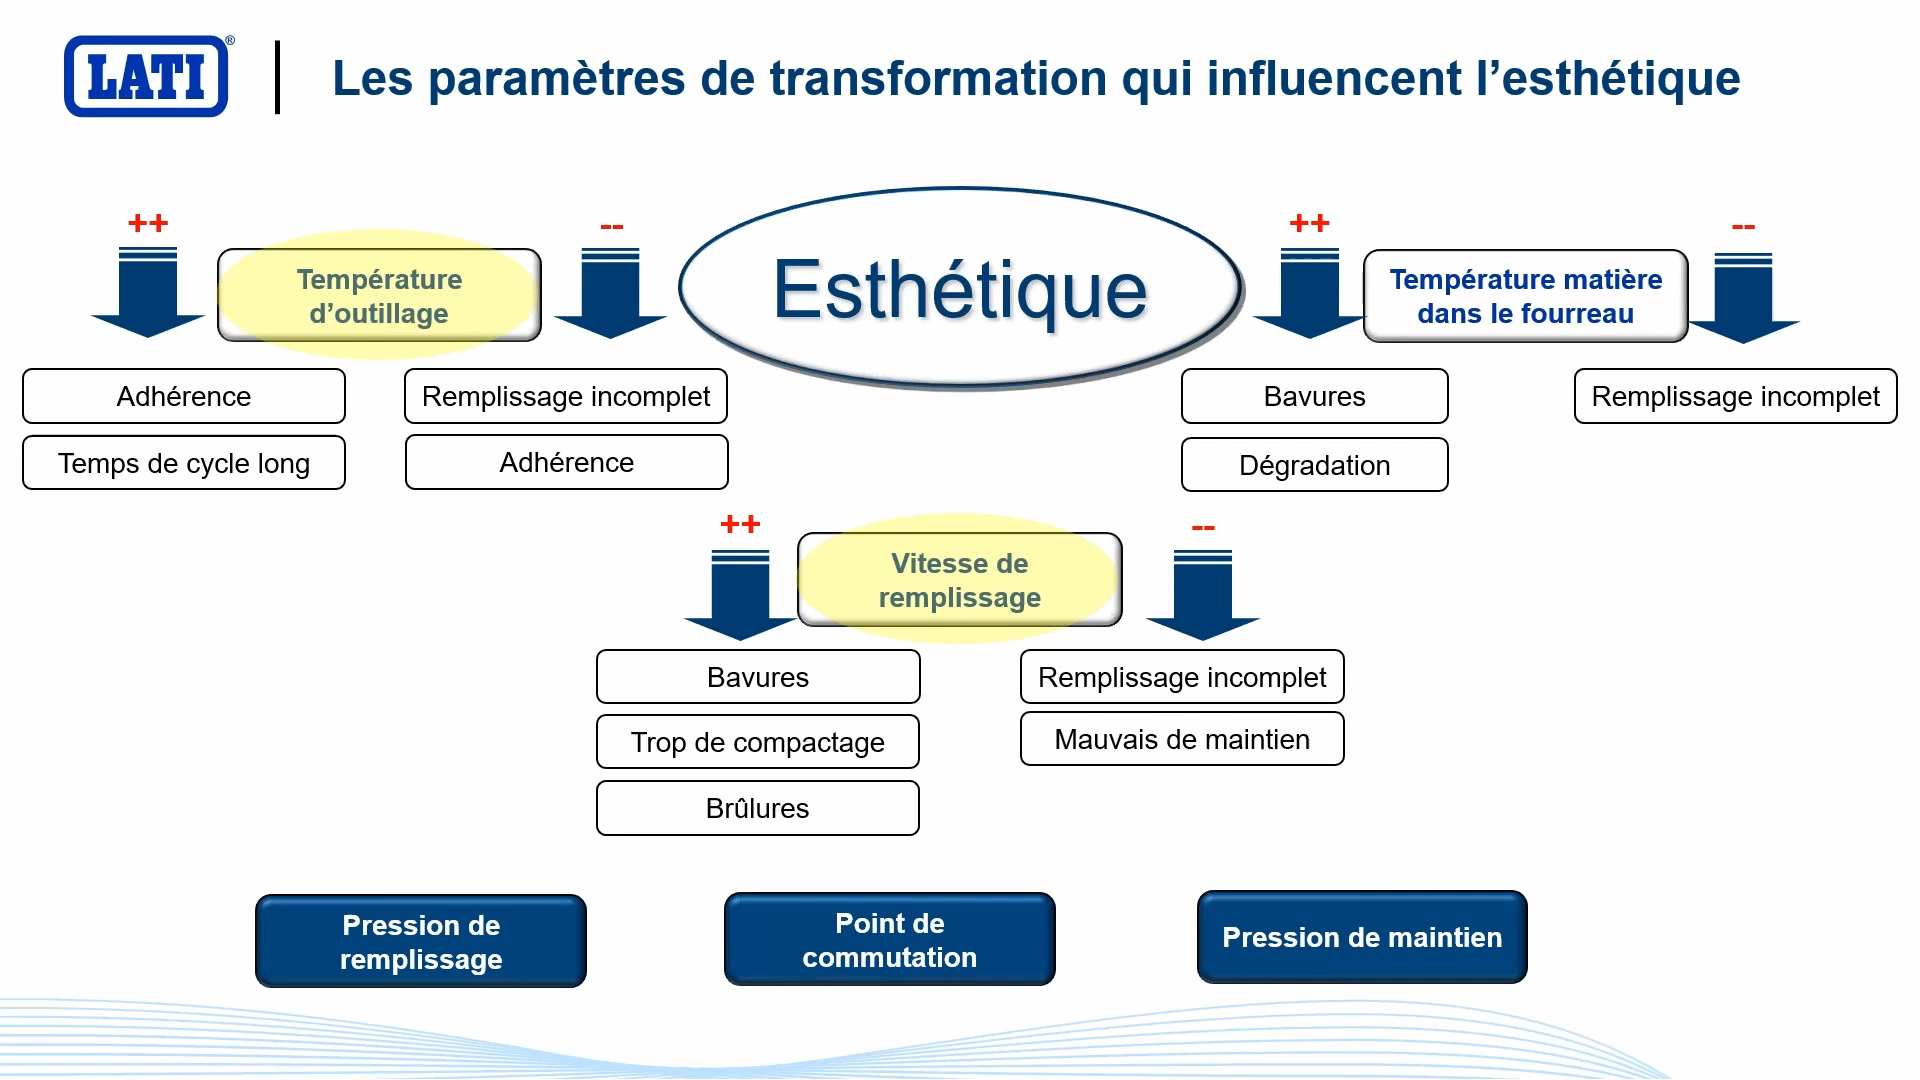 LATI®
Les paramètres de transformation qui influencent l’esthétique
++
Température
d’outillage
--
Esthétique
++
Température matière
dans le fourreau
--
Adhérence
Remplissage incomplet
Bavures
Remplissage incomplet
Temps de cycle long
Adhérence
Dégradation
++
Vitesse de
remplissage
--
Bavures
Remplissage incomplet
Trop de compactage
Mauvais de maintien
Brûlures
Pression de
remplissage
Point de
commutation
Pression de maintien